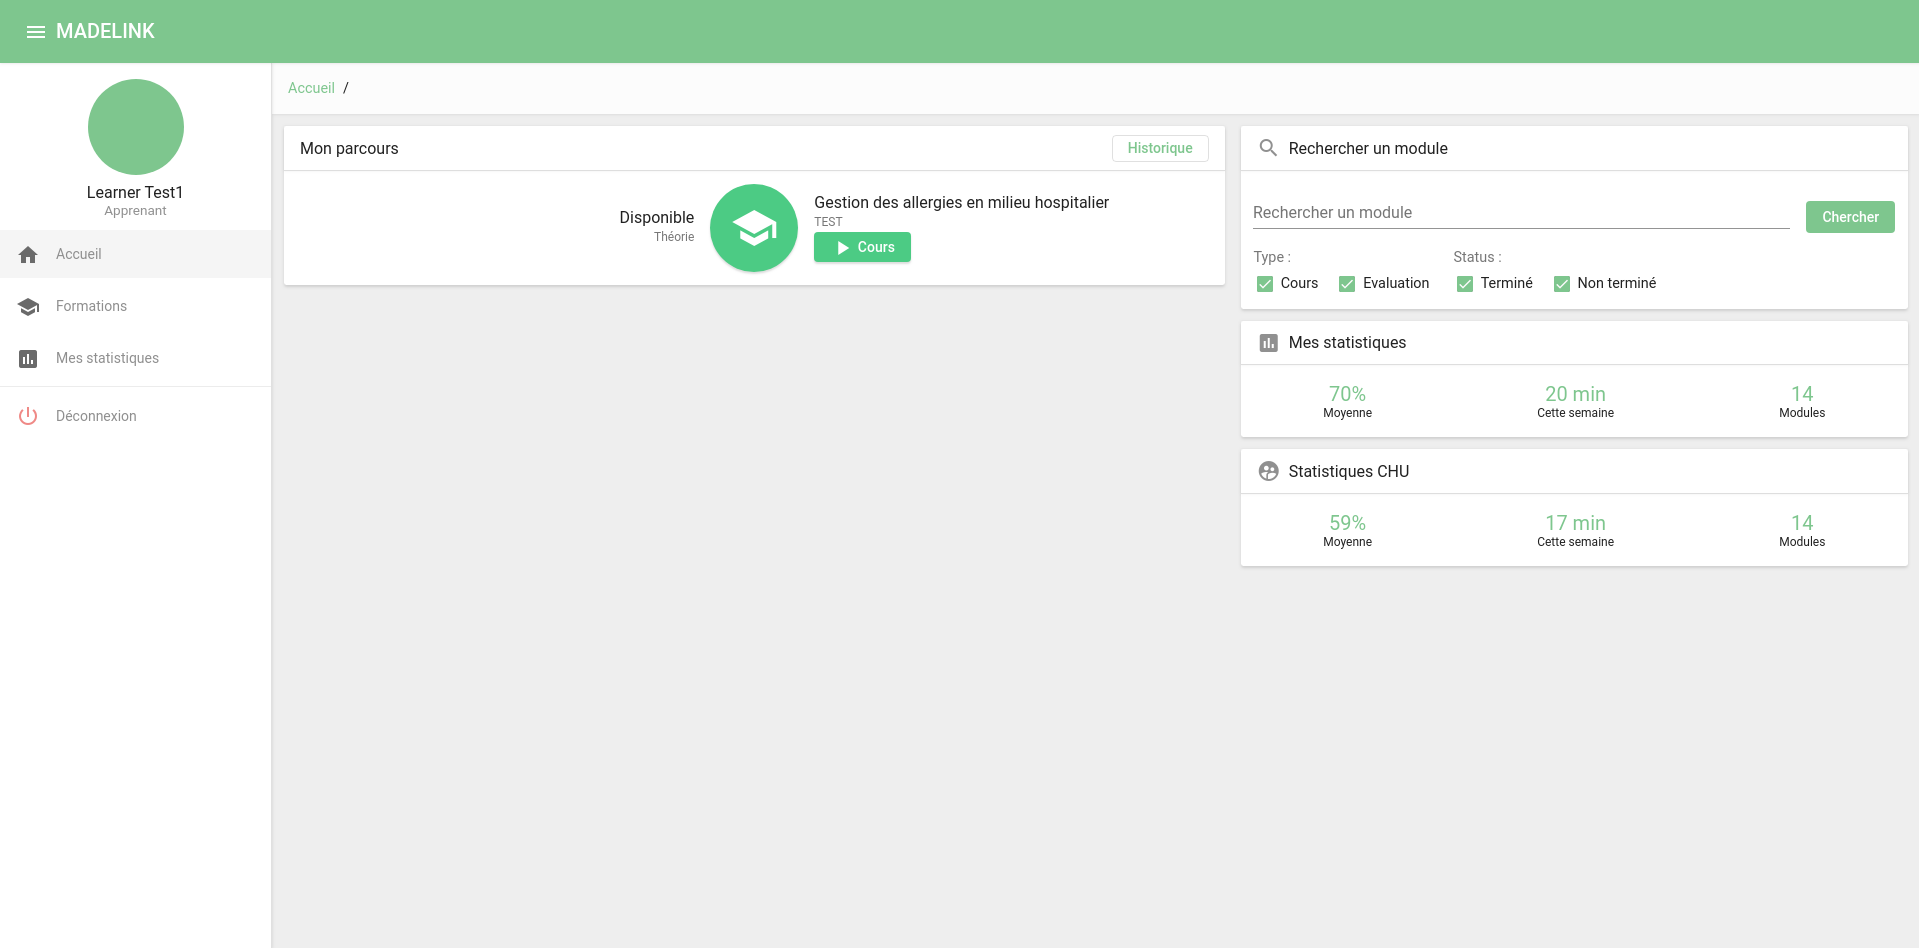 MADELINK
Learner Test1
Apprenant
Accueil
Formations
Mes statistiques
Déconnexion
Accueil /
Mon parcours
Historique
Disponible
Théorie
Gestion des allergies en milieu hospitalier
TEST
Cours
Rechercher un module
Rechercher un module
Chercher
Type :
Cours
Evaluation
Status :
Terminé
Non terminé
Mes statistiques
70%
Moyenne
20 min
Cette semaine
14
Modules
Statistiques CHU
59%
Moyenne
17 min
Cette semaine
14
Modules